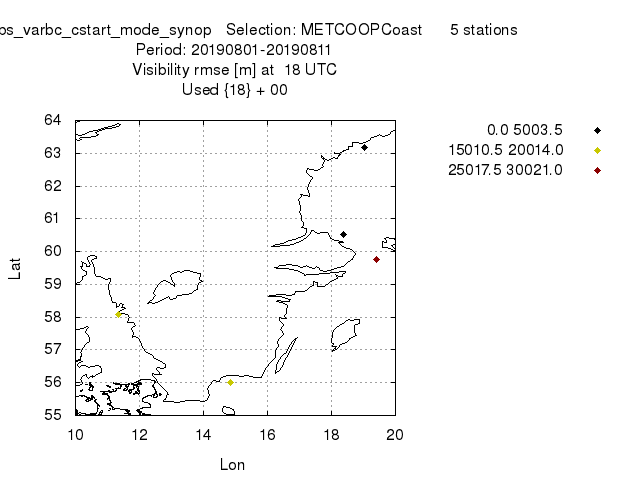 ps_varbc_cstart_mode_synop Selection: METCOOPCoast 5 stations
Period: 20190801-20190811
Visibility rmse [m] at 18 UTC
Used {18} + 00
0.0 5003.5
15010.5 20014.0
25017.5 30021.0
64
63
62
61
60
59
58
57
56
55
Lat
10 12 14 16 18 20
Lon